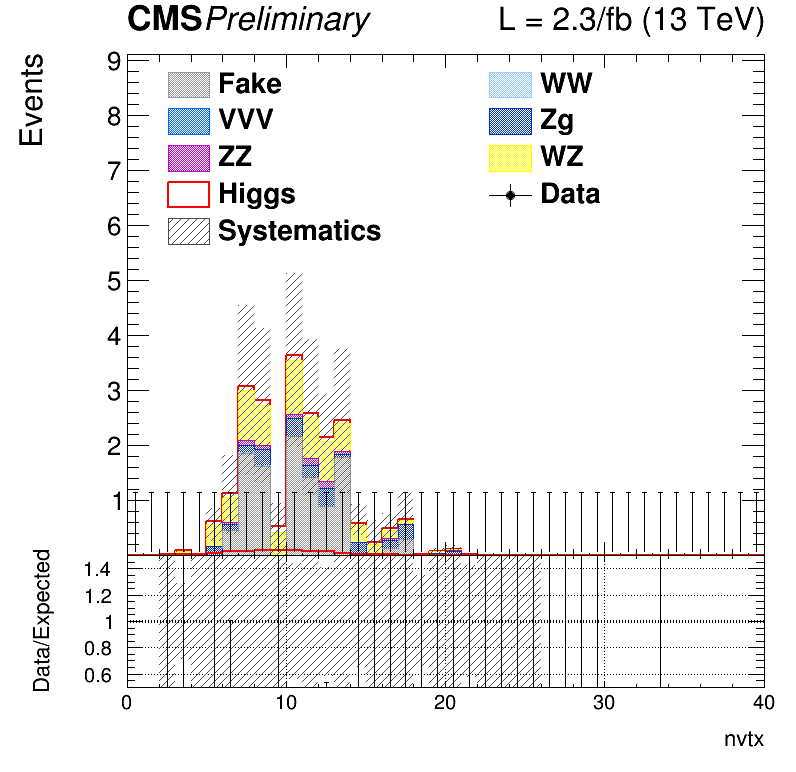 CMS Preliminary L = 2.3/fb (13 TeV)
Events
9
8
7
6
5
4
3
2
1
Fake WW
VVV Zg
ZZ WZ
Higgs Data
Systematics
Data/Expected
1.4
1.2
1
0.8
0.6
0 10 20 30 40
nvtx